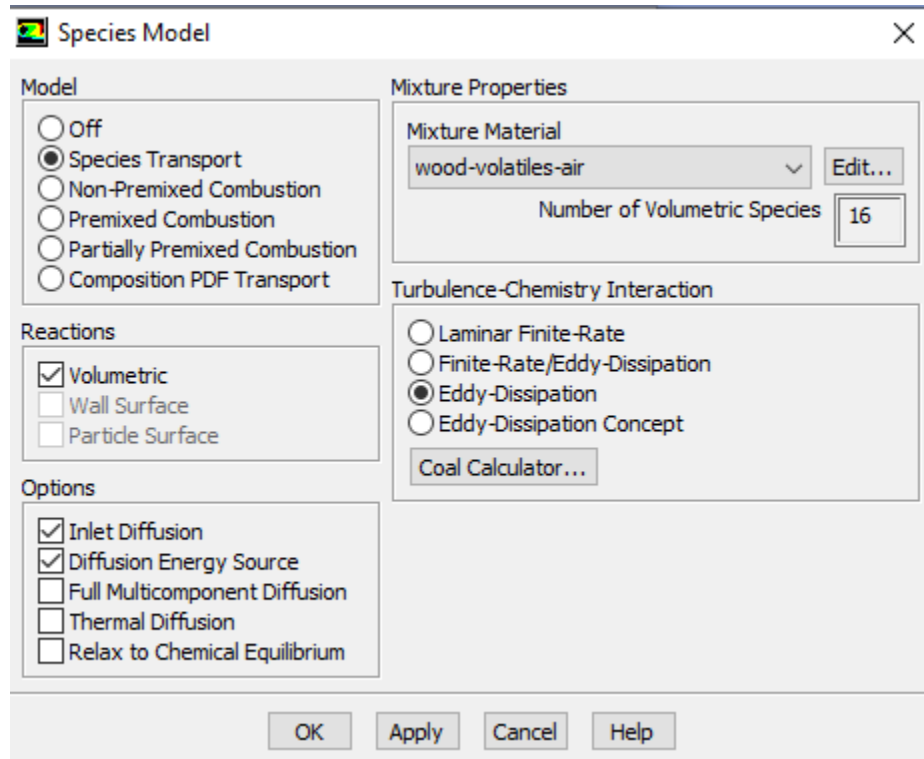 Species Model
Model
Off
Species Transport
Non-Premixed Combustion
Premixed Combustion
Partially Premixed Combustion
Composition PDF Transport
Reactions
Volumetric
Wall Surface
Particle Surface
Options
Inlet Diffusion
Diffusion Energy Source
Full Multicomponent Diffusion
Thermal Diffusion
Relax to Chemical Equilibrium
Mixture Properties
Mixture Material
wood-volatiles-air Edit...
Number of Volumetric Species 16
Turbulence-Chemistry Interaction
Laminar Finite-Rate
Finite-Rate/Eddy-Dissipation
Eddy-Dissipation
Eddy-Dissipation Concept
Coal Calculator...
OK Apply Cancel Help